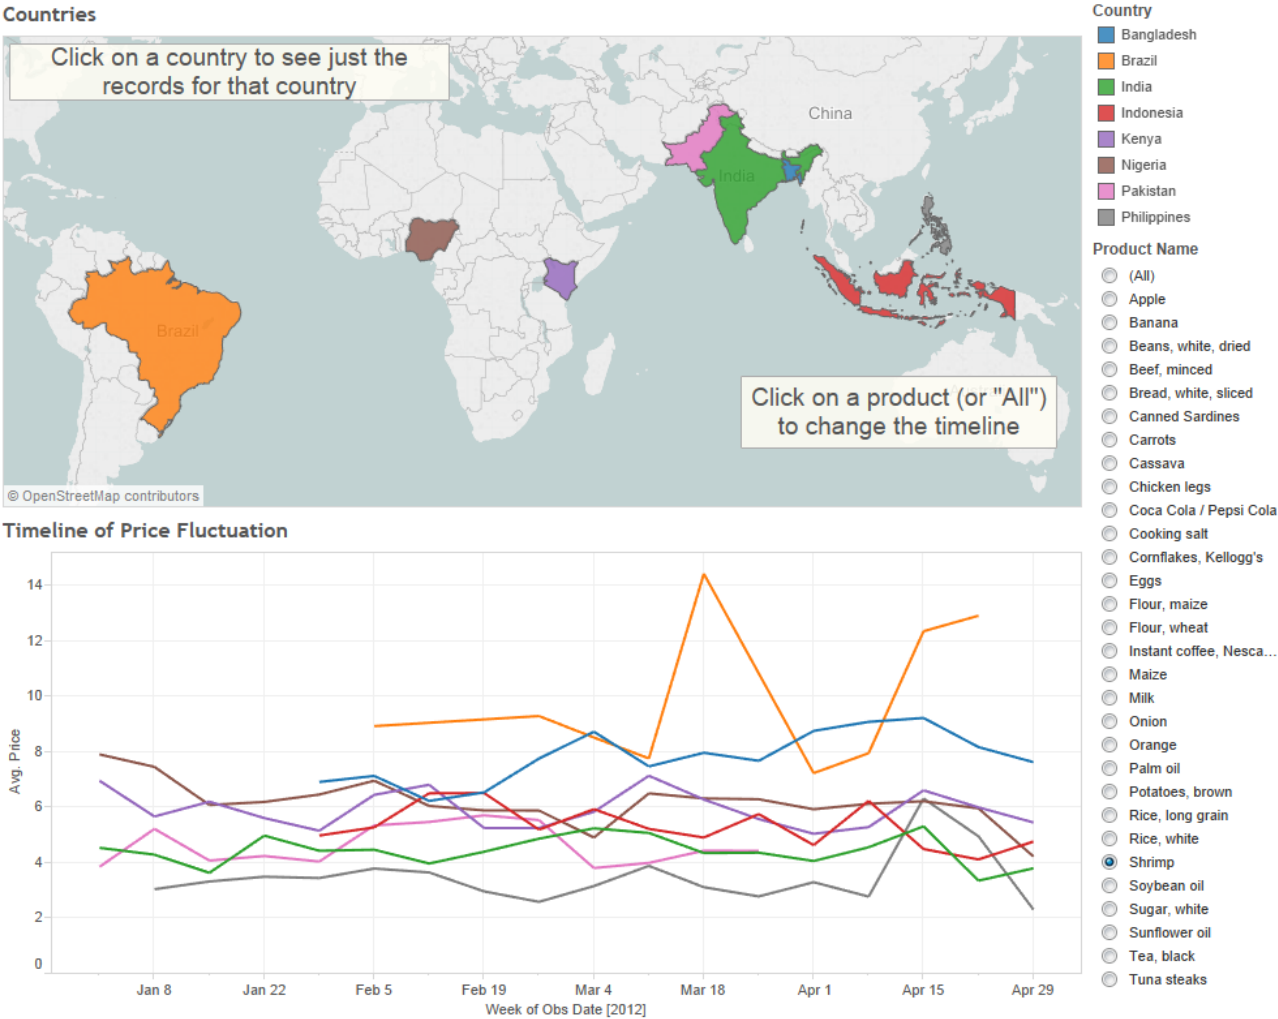 Countries
Click on a country to see just the
records for that country
China
India
Brazil
Click on a product (or "All")
to change the timeline
© OpenStreetMap contributors
Country
Bangladesh
Brazil
India
Indonesia
Kenya
Nigeria
Pakistan
Philippines
Product Name
(All)
Apple
Banana
Beans, white, dried
Beef, minced
Bread, white, sliced
Canned Sardines
Carrots
Cassava
Chicken legs
Coca Cola / Pepsi Cola
Cooking salt
Cornflakes, Kellogg's
Eggs
Flour, maize
Flour, wheat
Instant coffee, Nesca...
Maize
Milk
Onion
Orange
Palm oil
Potatoes, brown
Rice, long grain
Rice, white
Shrimp
Soybean oil
Sugar, white
Sunflower oil
Tea, black
Tuna steaks
Timeline of Price Fluctuation
Avg. Price
14
12
10
8
6
4
2
0
Jan 8
Jan 22
Feb 5
Feb 19
Mar 4
Mar 18
Apr 1
Apr 15
Apr 29
Week of Obs Date [2012]